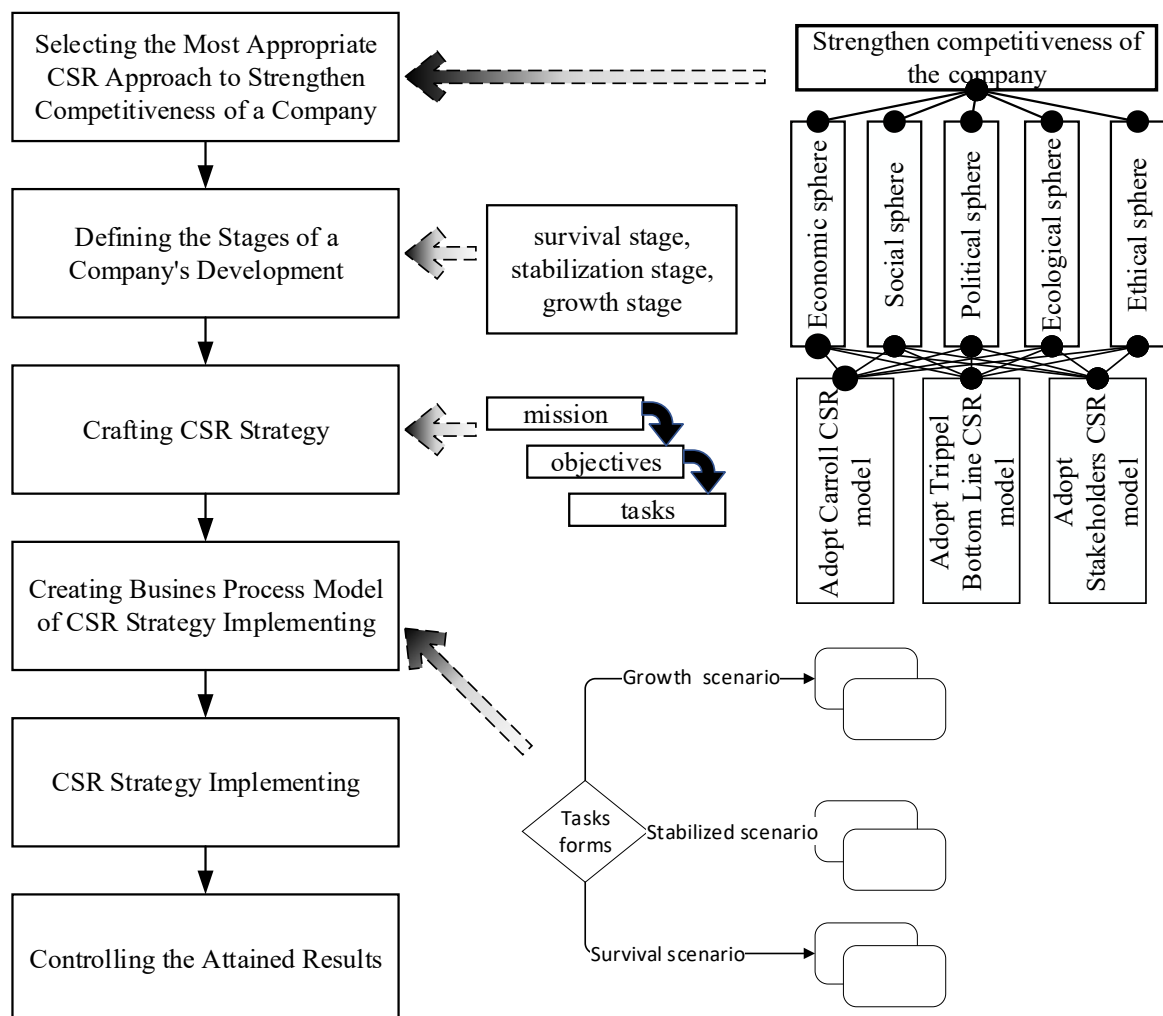 Selecting the Most Appropriate
CSR Approach to Strengthen
Competitiveness of a Company
Strengthen competitiveness of
the company
Economic sphere
Social sphere
Political sphere
Ecological sphere
Ethical sphere
Defining the Stages of a
Company's Development
survival stage,
stabilization stage,
growth stage
Crafting CSR Strategy
mission
objectives
tasks
Adopt Carroll CSR
model
Adopt Trippel
Bottom Line CSR
model
Adopt
Stakeholders CSR
model
Creating Busines Process Model
of CSR Strategy Implementing
Growth scenario
Tasks
forms
Stabilized scenario
Survival scenario
CSR Strategy Implementing
Controlling the Attained Results